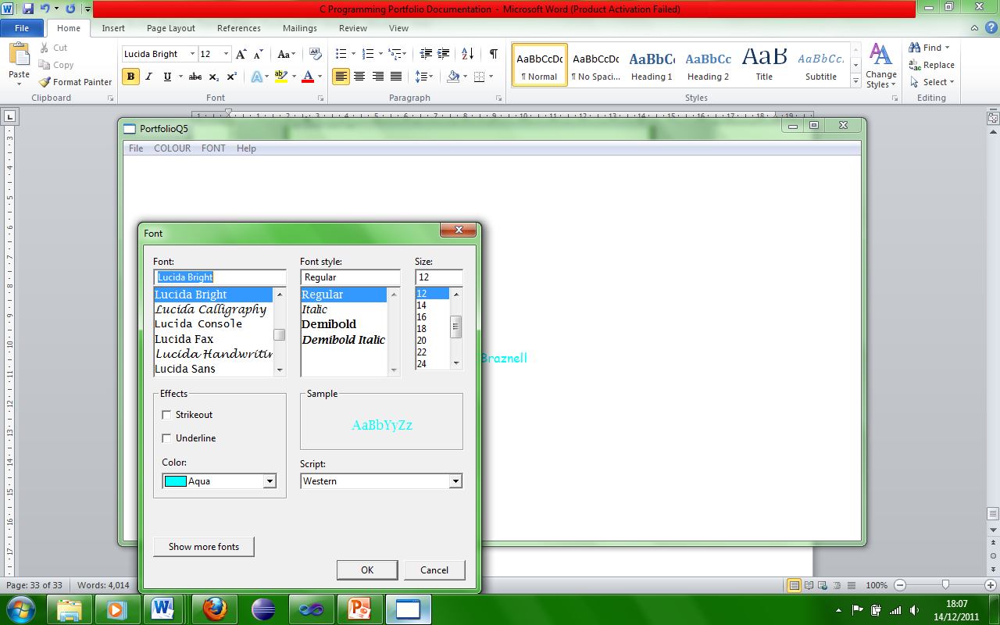 C Programming Portfolio Documentation - Microsoft Word (Product Activation Failed)
File Home Insert Page Layout References Mailings Review View
Paste
Cut
Copy
Format Painter
Clipboard
Lucida Bright 12
Font
Paragraph
AaBbCcDc AaBbCcDc AaBbCc AaBbCc AaB AaBbCc.
¶ Normal ¶ No Spaci... Heading 1 Heading 2 Title Subtitle
Change
Styles
Styles
Find
Replace
Select
Editing
PortfolioQ5
File COLOUR FONT Help
Braznell
Font
Font: Font style: Size:
Lucida Bright Regular 12
Lucida Bright
Lucida Calligraphy
Lucida Console
Lucida Fax
Lucida Handwritin
Lucida Sans
Regular
Italic
Demibold
Demibold Italic
12
14
16
18
20
22
24
Effects
Strikeout
Underline
Color:
Aqua
Sample
AaBbYyZz
Script:
Western
Show more fonts
OK Cancel
Page: 33 of 33 Words: 4,014 100%
18:07
14/12/2011